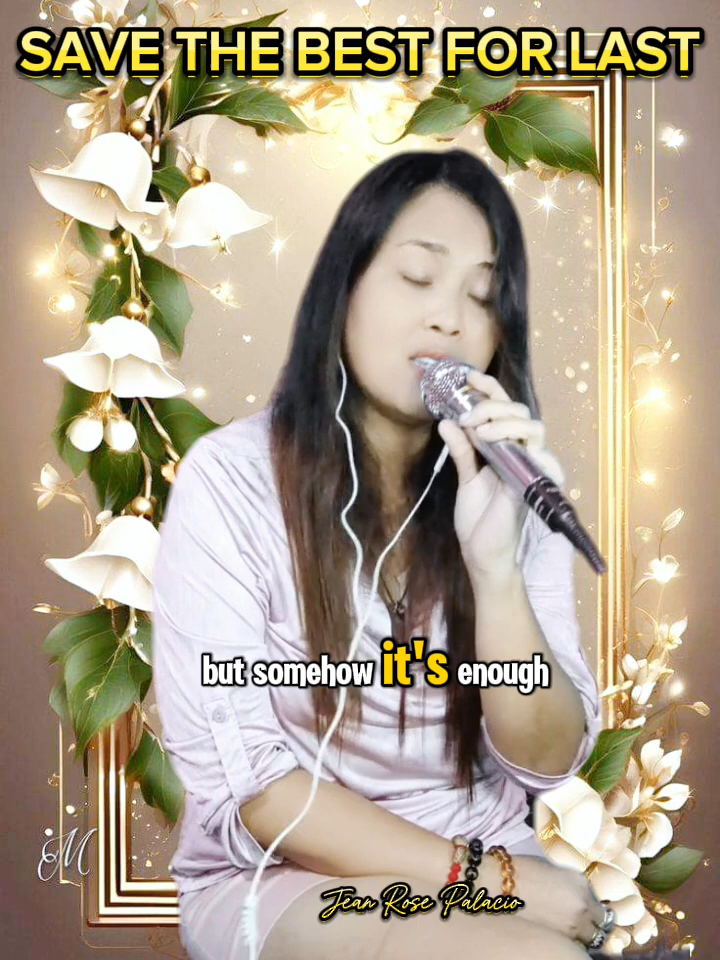 SAVE THE BEST FOR LAST
but somehow it's enough
M
Jean Rose Palacio